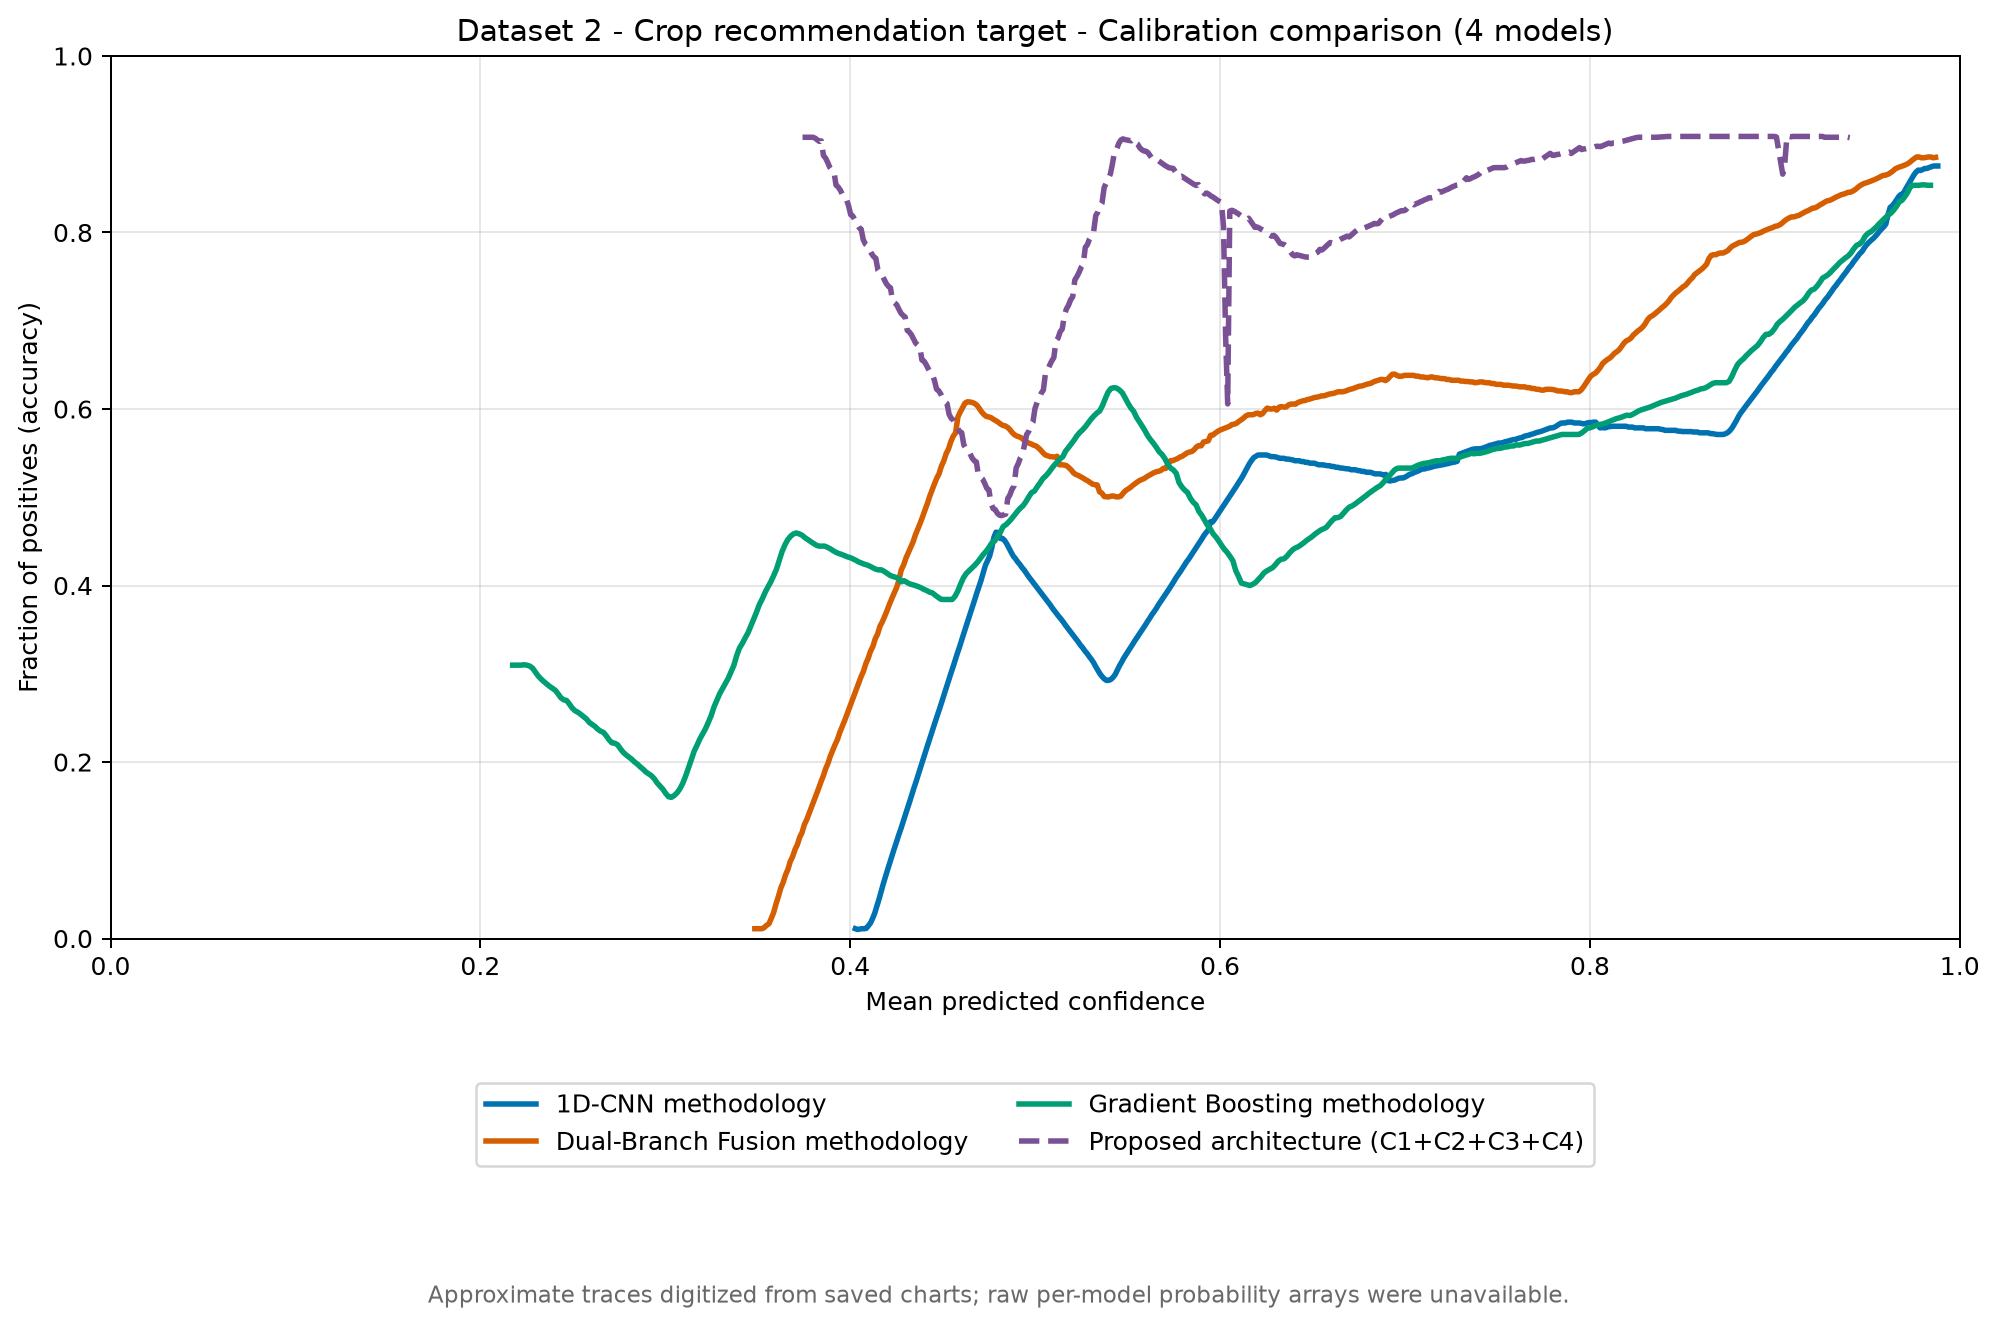 Dataset 2 - Crop recommendation target - Calibration comparison (4 models)
1.0
0.8
0.6
0.4
0.2
0.0
Fraction of positives (accuracy)
0.0 0.2 0.4 0.6 0.8 1.0
Mean predicted confidence
1D-CNN methodology
Dual-Branch Fusion methodology
Gradient Boosting methodology
Proposed architecture (C1+C2+C3+C4)
Approximate traces digitized from saved charts; raw per-model probability arrays were unavailable.